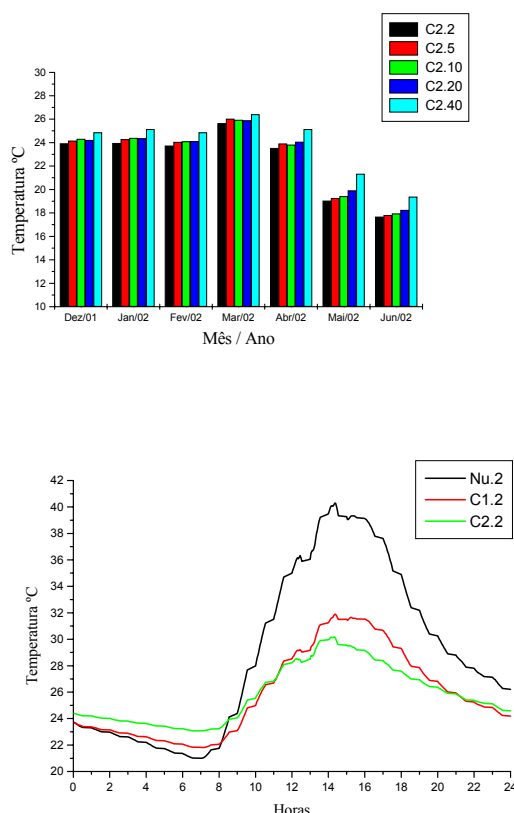 C2.2
C2.5
C2.10
C2.20
C2.40
Temperatura ºC
30
28
26
24
22
20
18
16
14
12
10
Dez/01 Jan/02 Fev/02 Mar/02 Abr/02 Mai/02 Jun/02
Mês / Ano
Nu.2
C1.2
C2.2
Temperatura ºC
42
40
38
36
34
32
30
28
26
24
22
20
0 2 4 6 8 10 12 14 16 18 20 22 24
Horas